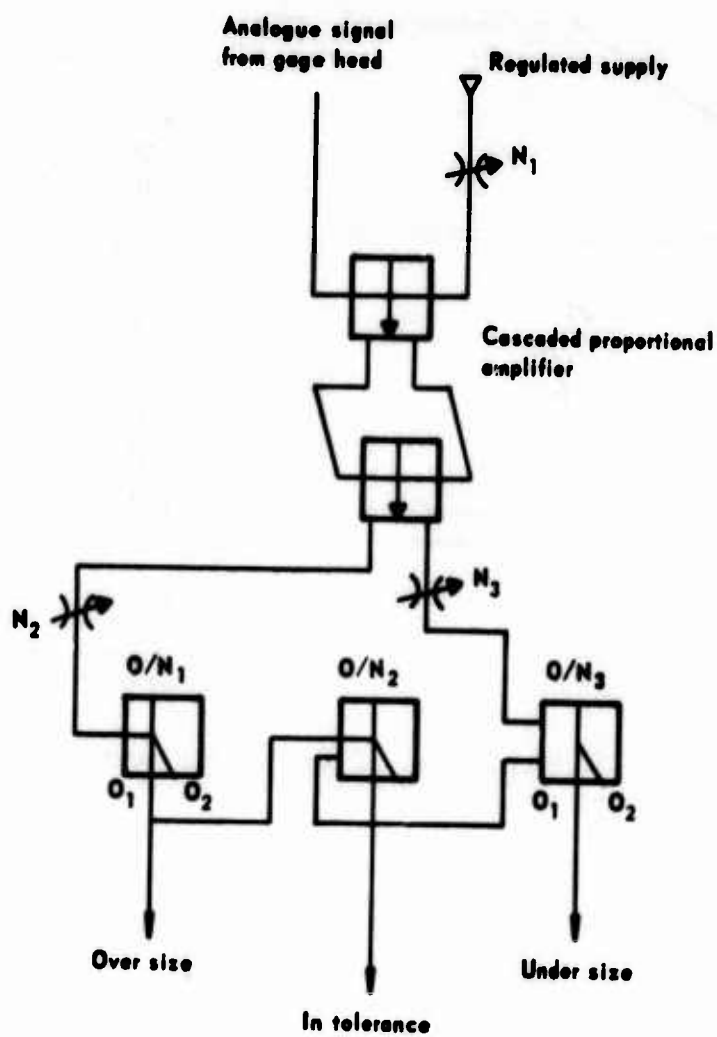 Analogue signal
from gage head
Regulated supply
N1
Cascaded proportional
amplifier
N2
N3
O/N1
O/N2
O/N3
O1
O2
O1
O2
Over size
Under size
In tolerance